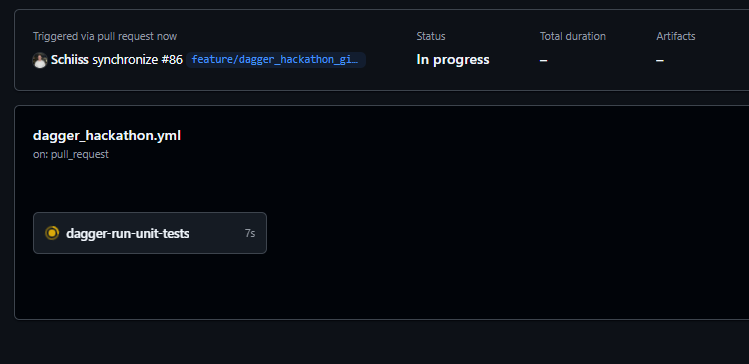 Triggered via pull request now
Status
Total duration
Artifacts
Schiiss synchronize #86 feature/dagger_hackathon_gi…
In progress
–
–
dagger_hackathon.yml
on: pull_request
dagger-run-unit-tests
7s